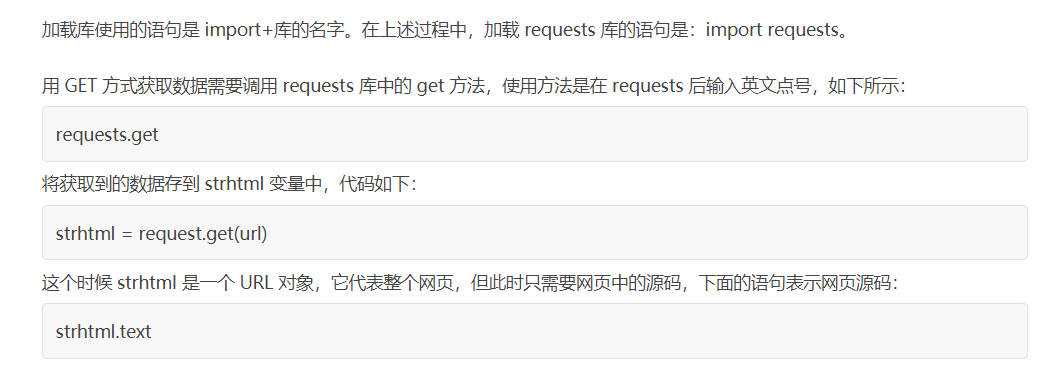 加载库使用的语句是 import+库的名字。在上述过程中，加载 requests 库的语句是：import requests。
用 GET 方式获取数据需要调用 requests 库中的 get 方法，使用方法是在 requests 后输入英文点号，如下所示：
requests.get
将获取到的数据存到 strhtml 变量中，代码如下：
strhtml = request.get(url)
这个时候 strhtml 是一个 URL 对象，它代表整个网页，但此时只需要网页中的源码，下面的语句表示网页源码：
strhtml.text